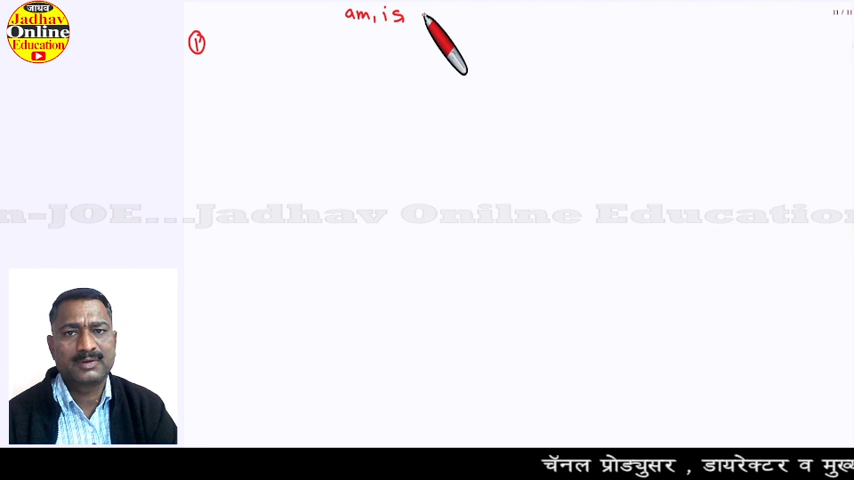 जाधव
Jadhav
Online
Education
am, is,
11 / 11
①
n-JOE...Jadhav Onilne Education
चॅनल प्रोड्युसर , डायरेक्टर व मुख्य